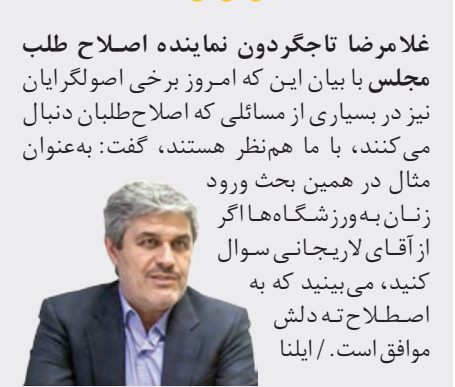 غلامرضا تاجگردون نماینده اصلاح طلب
مجلس با بیان این که امروز برخی اصولگرایان
نیز در بسیاری از مسائلی که اصلاح‌طلبان دنبال
می‌کنند، با ما هم‌نظر هستند، گفت: به‌عنوان
مثال در همین بحث ورود
زنان به ورزشگاه‌ها اگر
از آقای لاریجانی سوال
کنید، می‌بینید که به
اصطلاح ته دلش
موافق است. / ایلنا